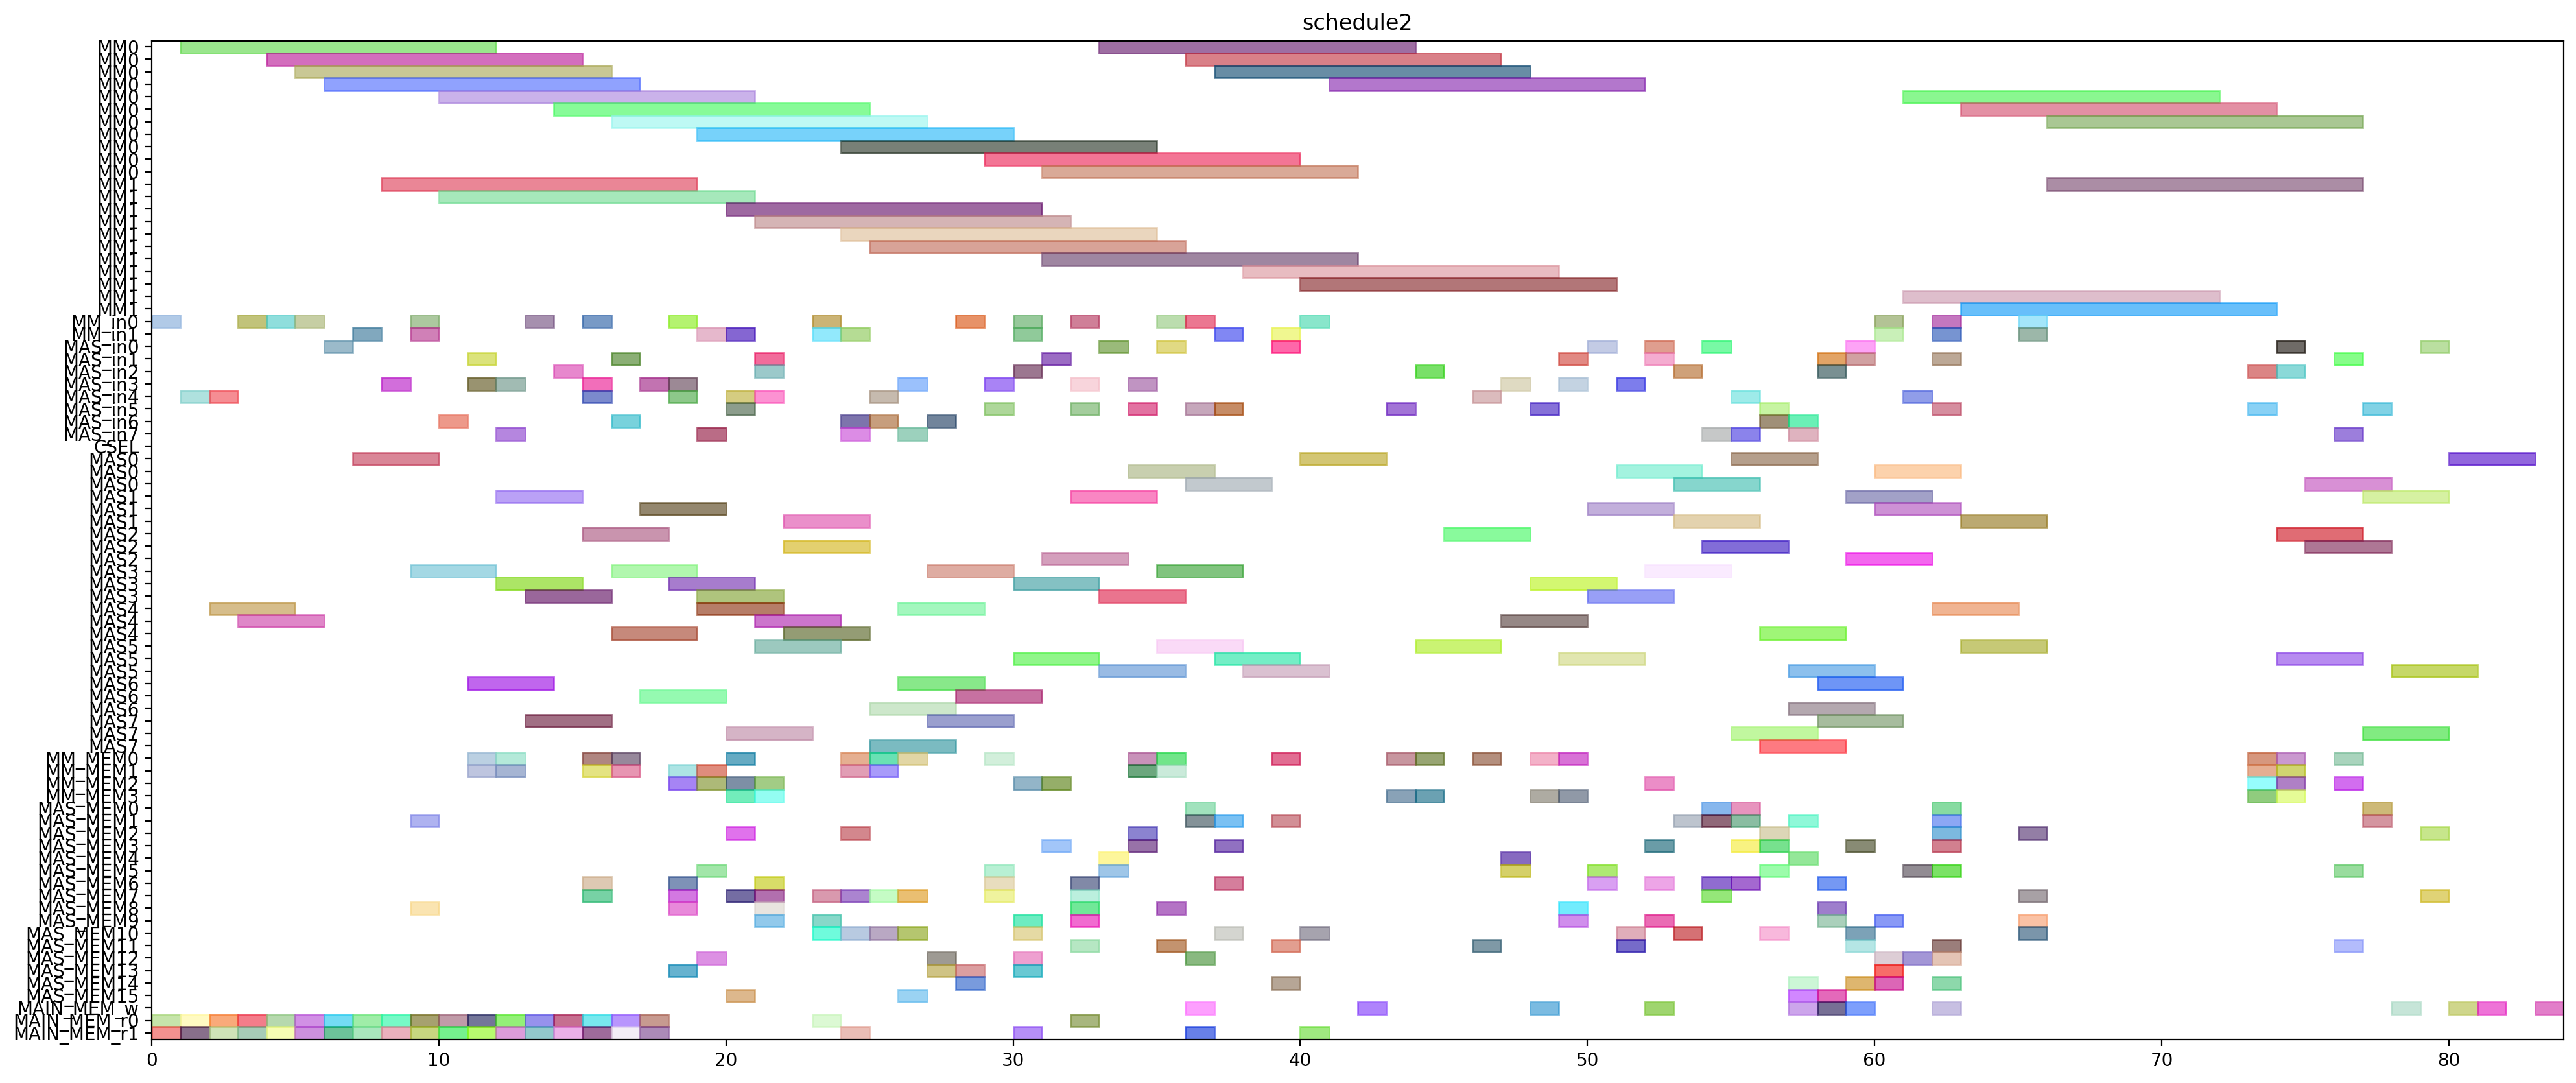 schedule2
MM0
MM0
MM0
MM0
MM0
MM0
MM0
MM0
MM0
MM0
MM0
MM1
MM1
MM1
MM1
MM1
MM1
MM1
MM1
MM1
MM1
MM1
MM_in0
MM_in1
MAS_in0
MAS_in1
MAS_in2
MAS_in3
MAS_in4
MAS_in5
MAS_in6
MAS_in7
CSEL
MAS0
MAS0
MAS0
MAS1
MAS1
MAS1
MAS2
MAS2
MAS2
MAS3
MAS3
MAS3
MAS4
MAS4
MAS4
MAS5
MAS5
MAS5
MAS6
MAS6
MAS6
MAS7
MAS7
MAS7
MM_MEM0
MM_MEM1
MM_MEM2
MM_MEM3
MAS_MEM0
MAS_MEM1
MAS_MEM2
MAS_MEM3
MAS_MEM4
MAS_MEM5
MAS_MEM6
MAS_MEM7
MAS_MEM8
MAS_MEM9
MAS_MEM10
MAS_MEM11
MAS_MEM12
MAS_MEM13
MAS_MEM14
MAS_MEM15
MAIN_MEM_w
MAIN_MEM_r0
MAIN_MEM_r1
0 10 20 30 40 50 60 70 80